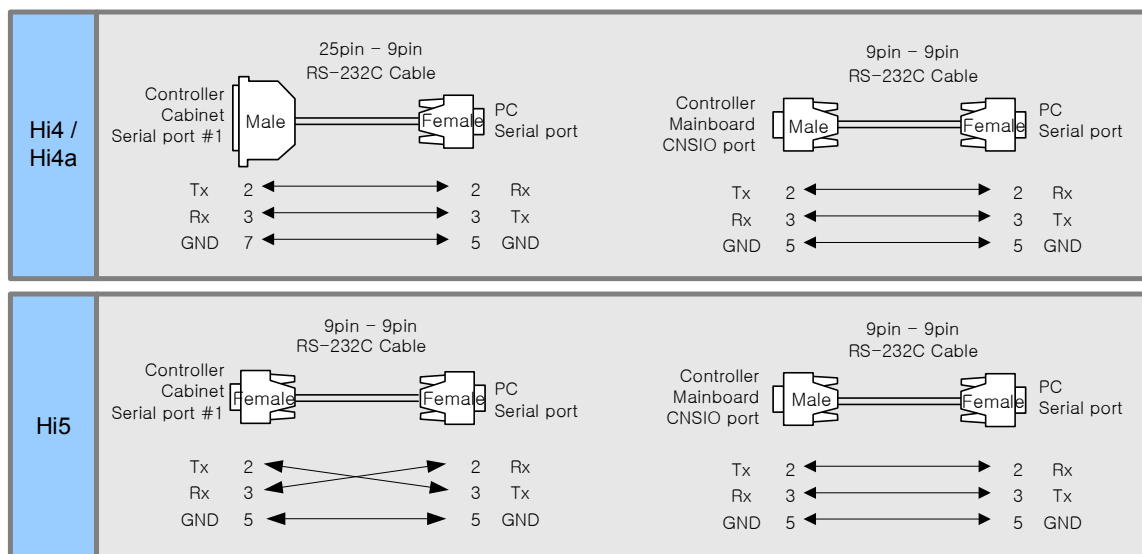 Hi4 /
Hi4a
25pin - 9pin
RS-232C Cable
Controller
Cabinet
Serial port #1
Male
Female
PC
Serial port
Tx 2 2 Rx
Rx 3 3 Tx
GND 7 5 GND
9pin - 9pin
RS-232C Cable
Controller
Mainboard
CNSIO port
Male
Female
PC
Serial port
Tx 2 2 Rx
Rx 3 3 Tx
GND 5 5 GND
Hi5
9pin - 9pin
RS-232C Cable
Controller
Cabinet
Serial port #1
Female
Female
PC
Serial port
Tx 2 2 Rx
Rx 3 3 Tx
GND 5 5 GND
9pin - 9pin
RS-232C Cable
Controller
Mainboard
CNSIO port
Male
Female
PC
Serial port
Tx 2 2 Rx
Rx 3 3 Tx
GND 5 5 GND